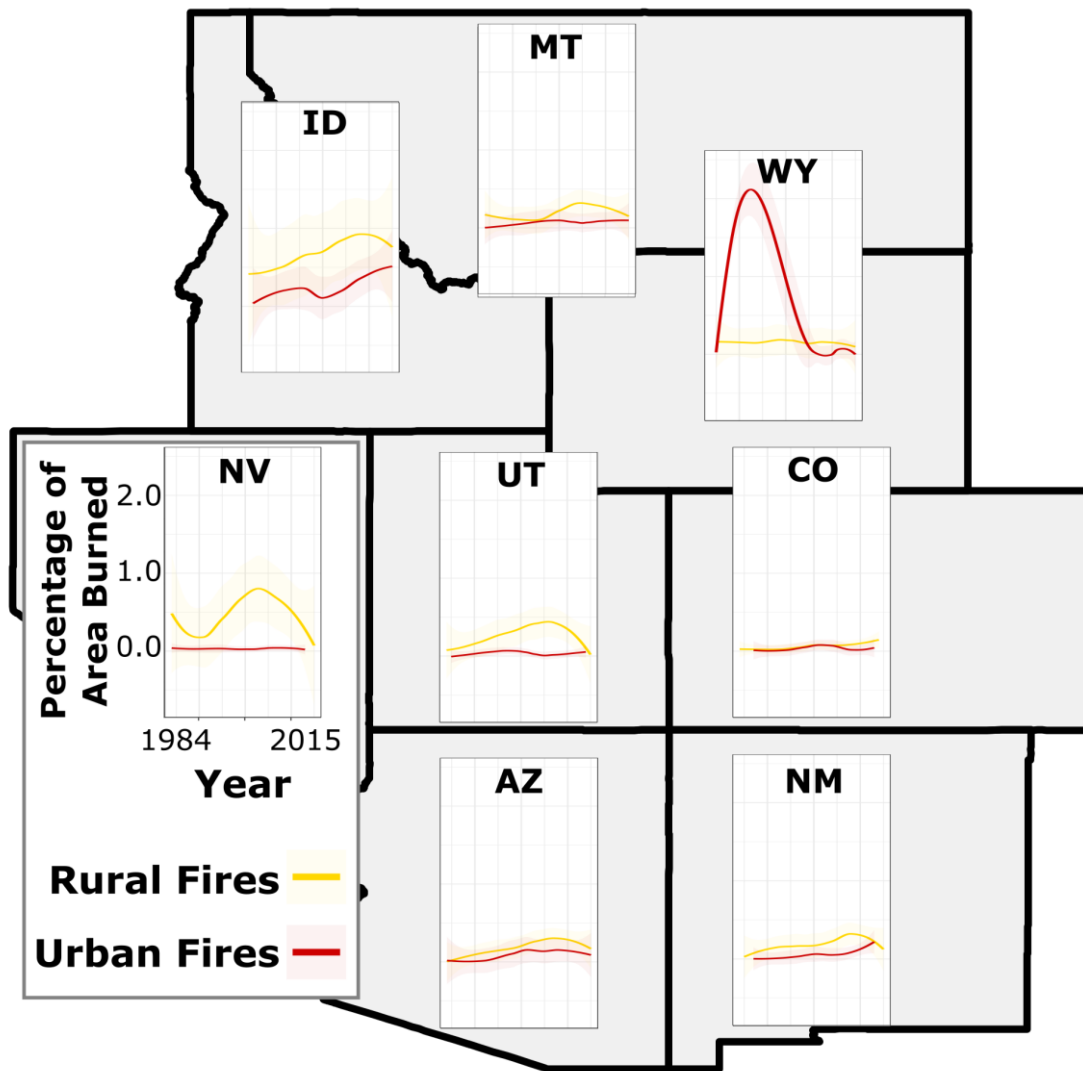 MT
ID
WY
NV
UT
CO
Percentage of
Area Burned
2.0
1.0
0.0
1984 2015
Year
AZ
NM
Rural Fires
Urban Fires